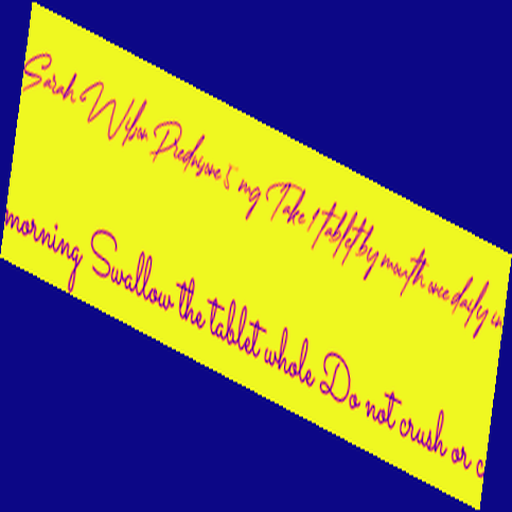 Sarah Wilson Prednisone 5 mg Take 1 tablet by mouth once daily in
morning Swallow the tablet whole Do not crush or c